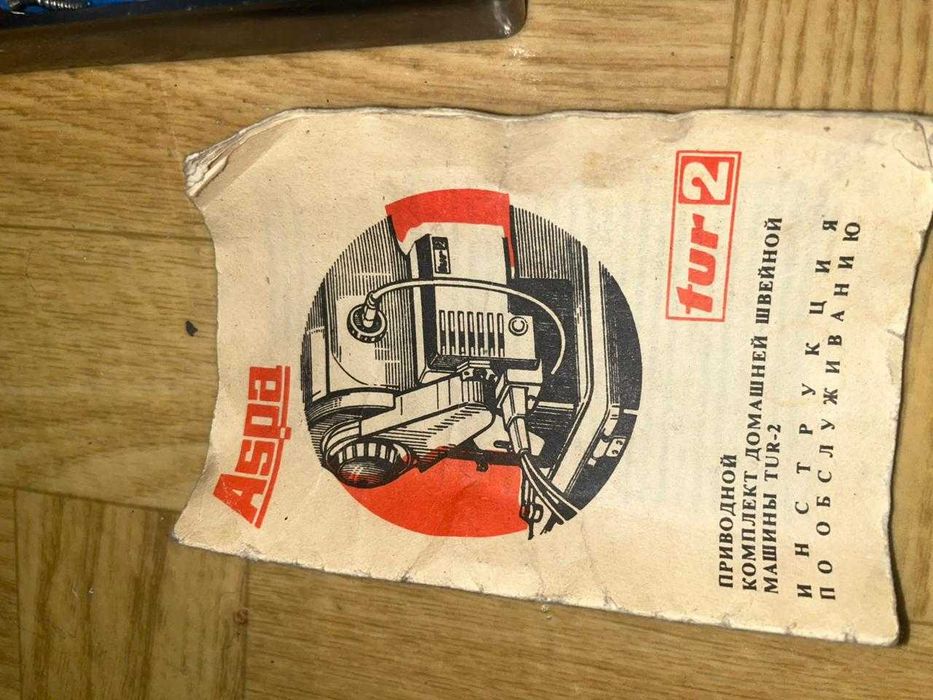 Aspa
tur 2
tur 2
ПРИВОДНОЙ
КОМПЛЕКТ ДОМАШНЕЙ ШВЕЙНОЙ
МАШИНЫ TUR-2
ИНСТРУКЦИЯ
ПО ОБСЛУЖИВАНИЮ